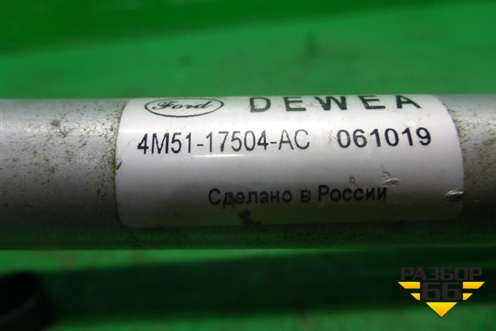 Ford DEWEA
4M51-17504-AC 061019
Сделано в России
РАЗБОР
66